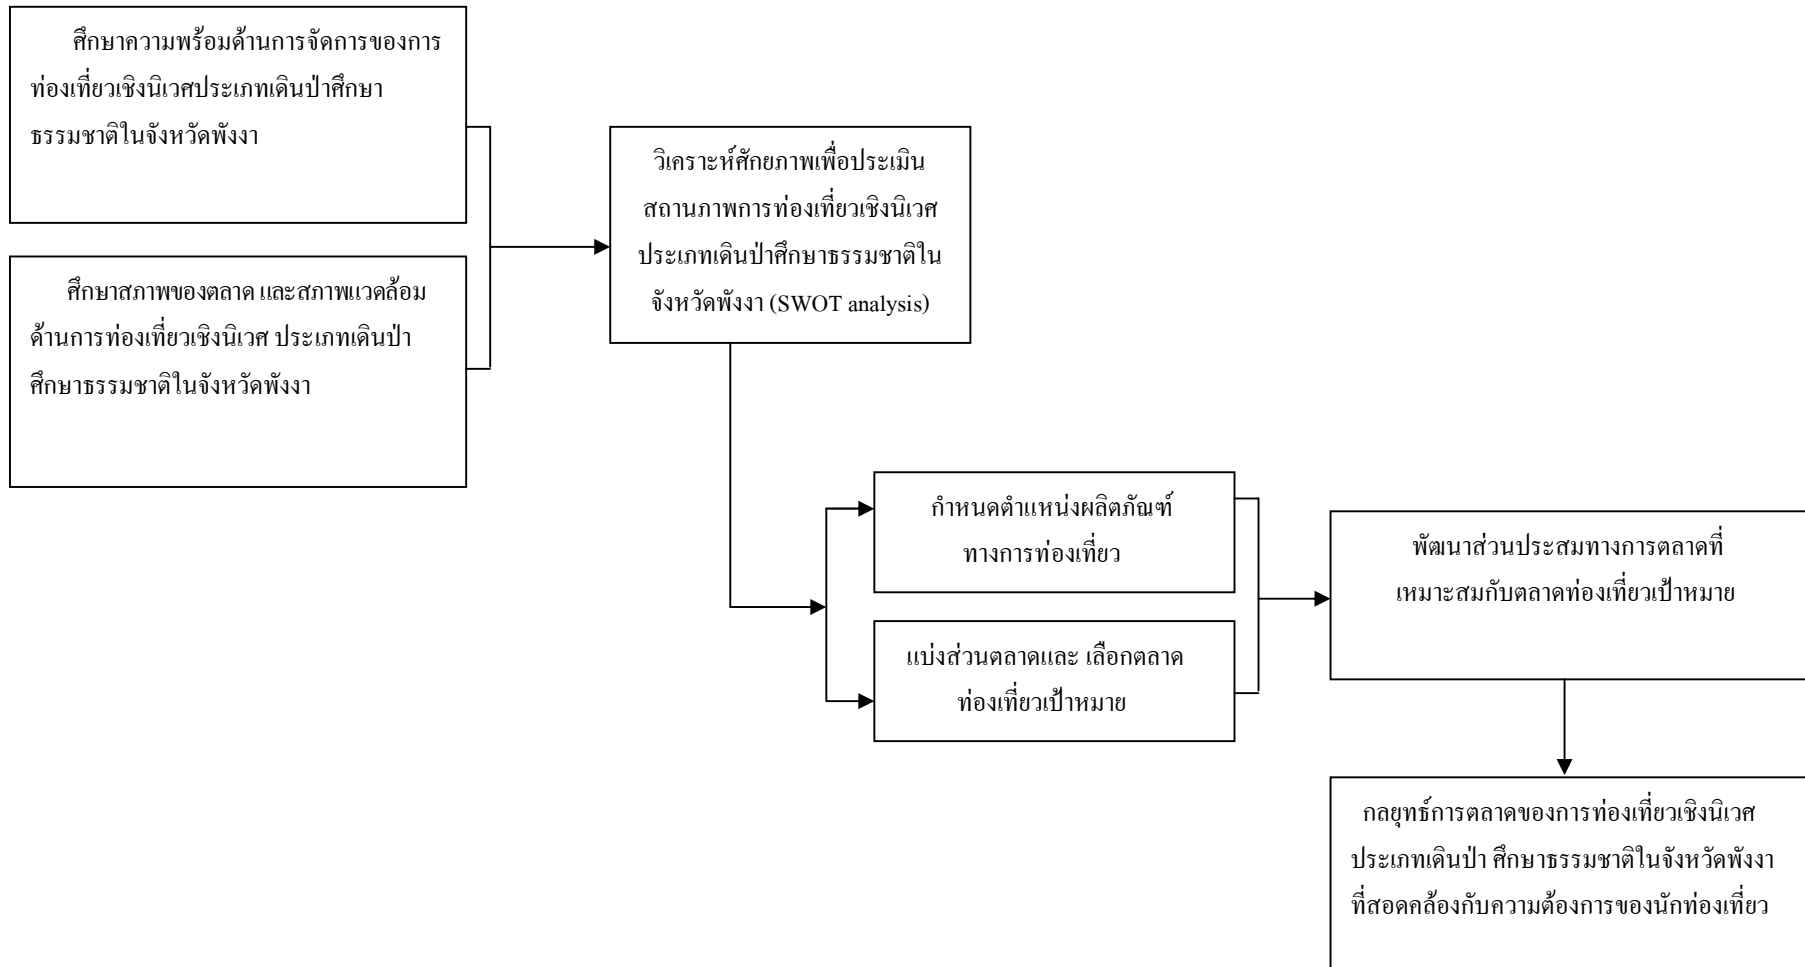 ศึกษาความพร้อมด้านการจัดการของการ
ท่องเที่ยวเชิงนิเวศประเภทเดินป่าศึกษา
ธรรมชาติในจังหวัดพังงา
ศึกษาสภาพของตลาด และสภาพแวดล้อม
ด้านการท่องเที่ยวเชิงนิเวศ ประเภทเดินป่า
ศึกษาธรรมชาติในจังหวัดพังงา
วิเคราะห์ศักยภาพเพื่อประเมิน
สถานภาพการท่องเที่ยวเชิงนิเวศ
ประเภทเดินป่าศึกษาธรรมชาติใน
จังหวัดพังงา (SWOT analysis)
กำหนดตำแหน่งผลิตภัณฑ์
ทางการท่องเที่ยว
แบ่งส่วนตลาดและ เลือกตลาด
ท่องเที่ยวเป้าหมาย
พัฒนาส่วนประสมทางการตลาดที่
เหมาะสมกับตลาดท่องเที่ยวเป้าหมาย
กลยุทธ์การตลาดของการท่องเที่ยวเชิงนิเวศ
ประเภทเดินป่า ศึกษาธรรมชาติในจังหวัดพังงา
ที่สอดคล้องกับความต้องการของนักท่องเที่ยว